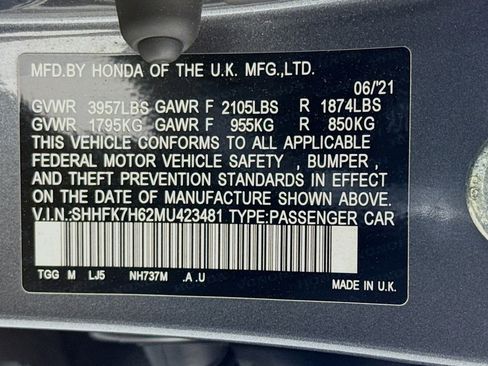 MFD.BY HONDA OF THE U.K. MFG.,LTD.
06/'21
GVWR 3957LBS GAWR F 2105LBS R 1874LBS
GVWR 1795KG GAWR F 955KG R 850KG
THIS VEHICLE CONFORMS TO ALL APPLICABLE
FEDERAL MOTOR VEHICLE SAFETY , BUMPER ,
AND THEFT PREVENTION STANDARDS IN EFFECT
ON THE DATE OF MANUFACTURE SHOWN ABOVE.
V.I.N.:SHHFK7H62MU423481 TYPE:PASSENGER CAR
TGG M LJ5 NH737M .A .U
MADE IN U.K.